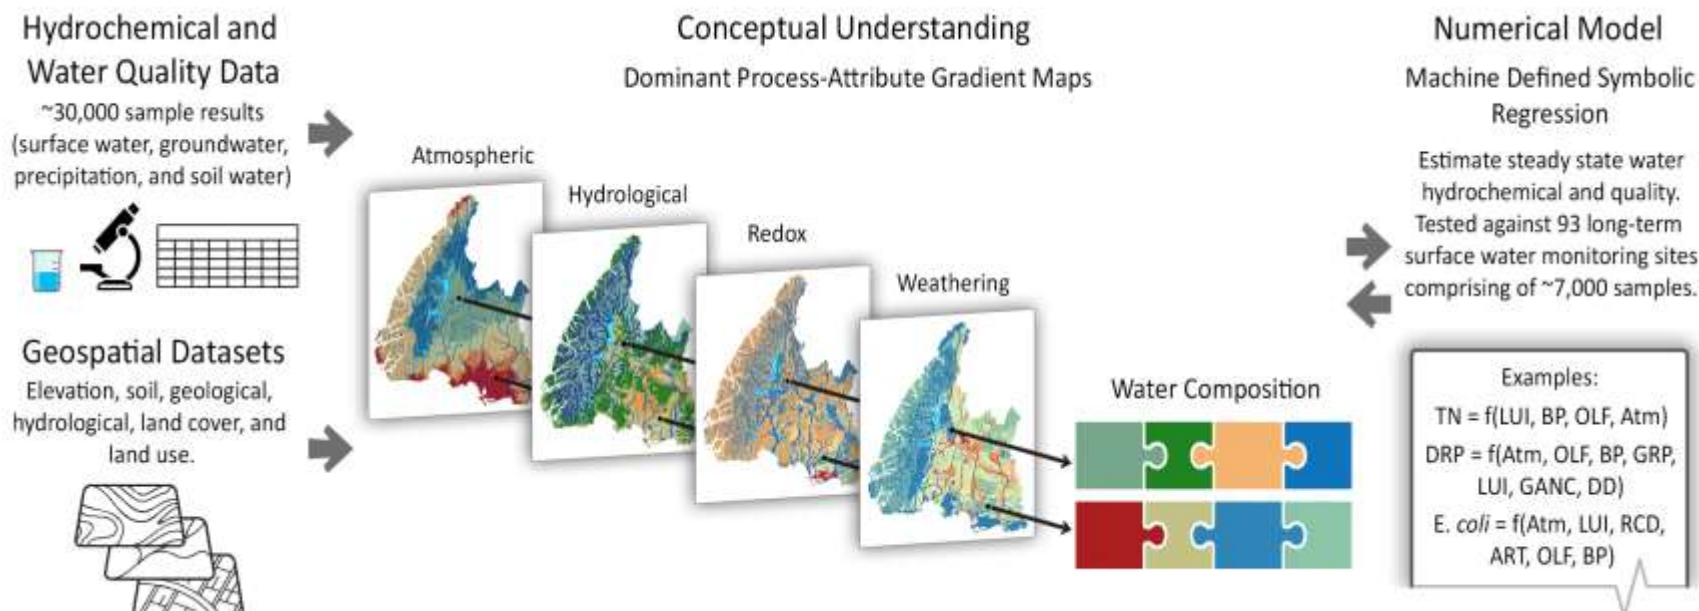 Hydrochemical and
Water Quality Data
~30,000 sample results
(surface water, groundwater,
precipitation, and soil water)
Geospatial Datasets
Elevation, soil, geological,
hydrological, land cover, and
land use.
Conceptual Understanding
Dominant Process-Attribute Gradient Maps
Atmospheric
Hydrological
Redox
Weathering
Water Composition
Numerical Model
Machine Defined Symbolic
Regression
Estimate steady state water
hydrochemical and quality.
Tested against 93 long-term
surface water monitoring sites
comprising of ~7,000 samples.
Examples:
TN = f(LUI, BP, OLF, Atm)
DRP = f(Atm, OLF, BP, GRP,
LUI, GANC, DD)
E. coli = f(Atm, LUI, RCD,
ART, OLF, BP)